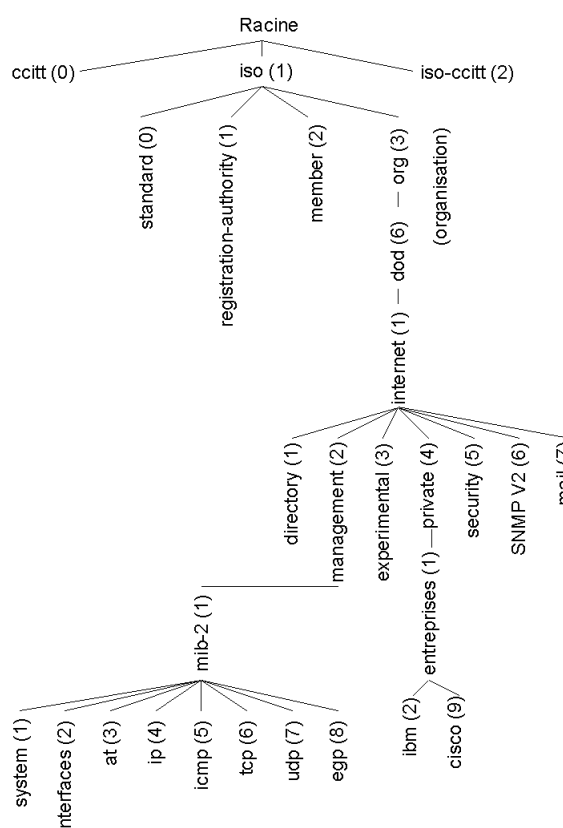 Racine
ccitt (0)
iso (1)
iso-ccitt (2)
standard (0)
registration-authority (1)
member (2)
org (3)
(organisation)
dod (6)
internet (1)
directory (1)
management (2)
experimental (3)
private (4)
security (5)
SNMP V2 (6)
mail (7)
mib-2 (1)
entreprises (1)
system (1)
nterfaces (2)
at (3)
ip (4)
icmp (5)
tcp (6)
udp (7)
egp (8)
ibm (2)
cisco (9)